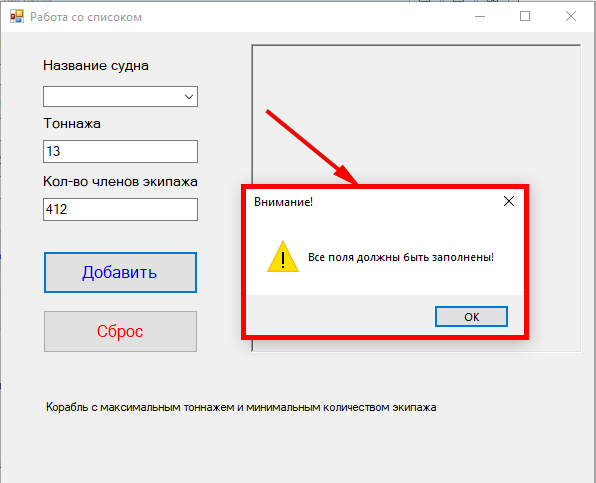 Работа со списоком
Название судна
Тоннажа
13
Кол-во членов экипажа
412
Добавить
Сброс
Внимание!
Все поля должны быть заполнены!
OK
Корабль с максимальным тоннажем и минимальным количеством экипажа